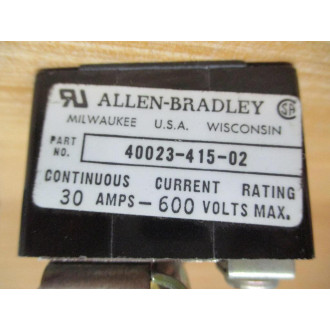 ALLEN-BRADLEY
MILWAUKEE U.S.A. WISCONSIN
PART NO. 40023-415-02
CONTINUOUS CURRENT RATING
30 AMPS - 600 VOLTS MAX.